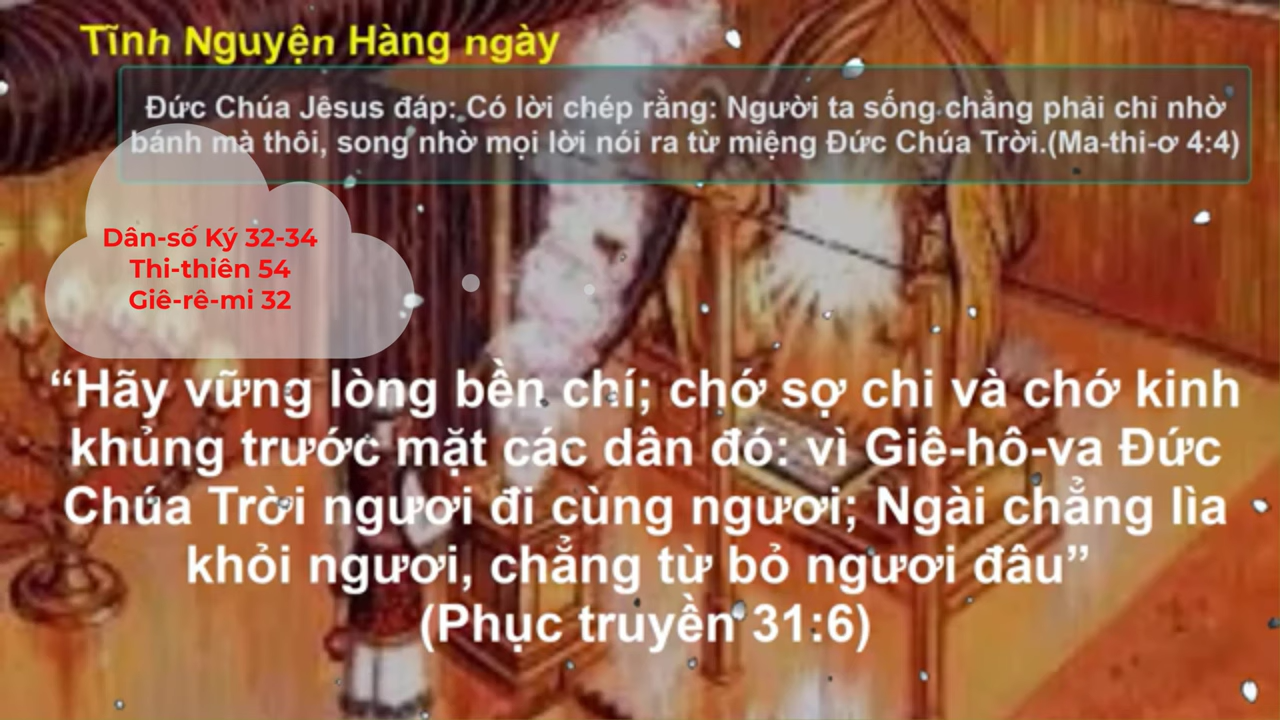 Tĩnh Nguyện Hàng ngày
Đức Chúa Jêsus đáp: Có lời chép rằng: Người ta sống chẳng phải chỉ nhờ
bánh mà thôi, song nhờ mọi lời nói ra từ miệng Đức Chúa Trời.(Ma-thi-ơ 4:4)
Dân-số Ký 32-34
Thi-thiên 54
Giê-rê-mi 32
“Hãy vững lòng bền chí; chớ sợ chi và chớ kinh
khủng trước mặt các dân đó: vì Giê-hô-va Đức
Chúa Trời ngươi đi cùng ngươi; Ngài chẳng lìa
khỏi ngươi, chẳng từ bỏ ngươi đâu”
(Phục truyền 31:6)